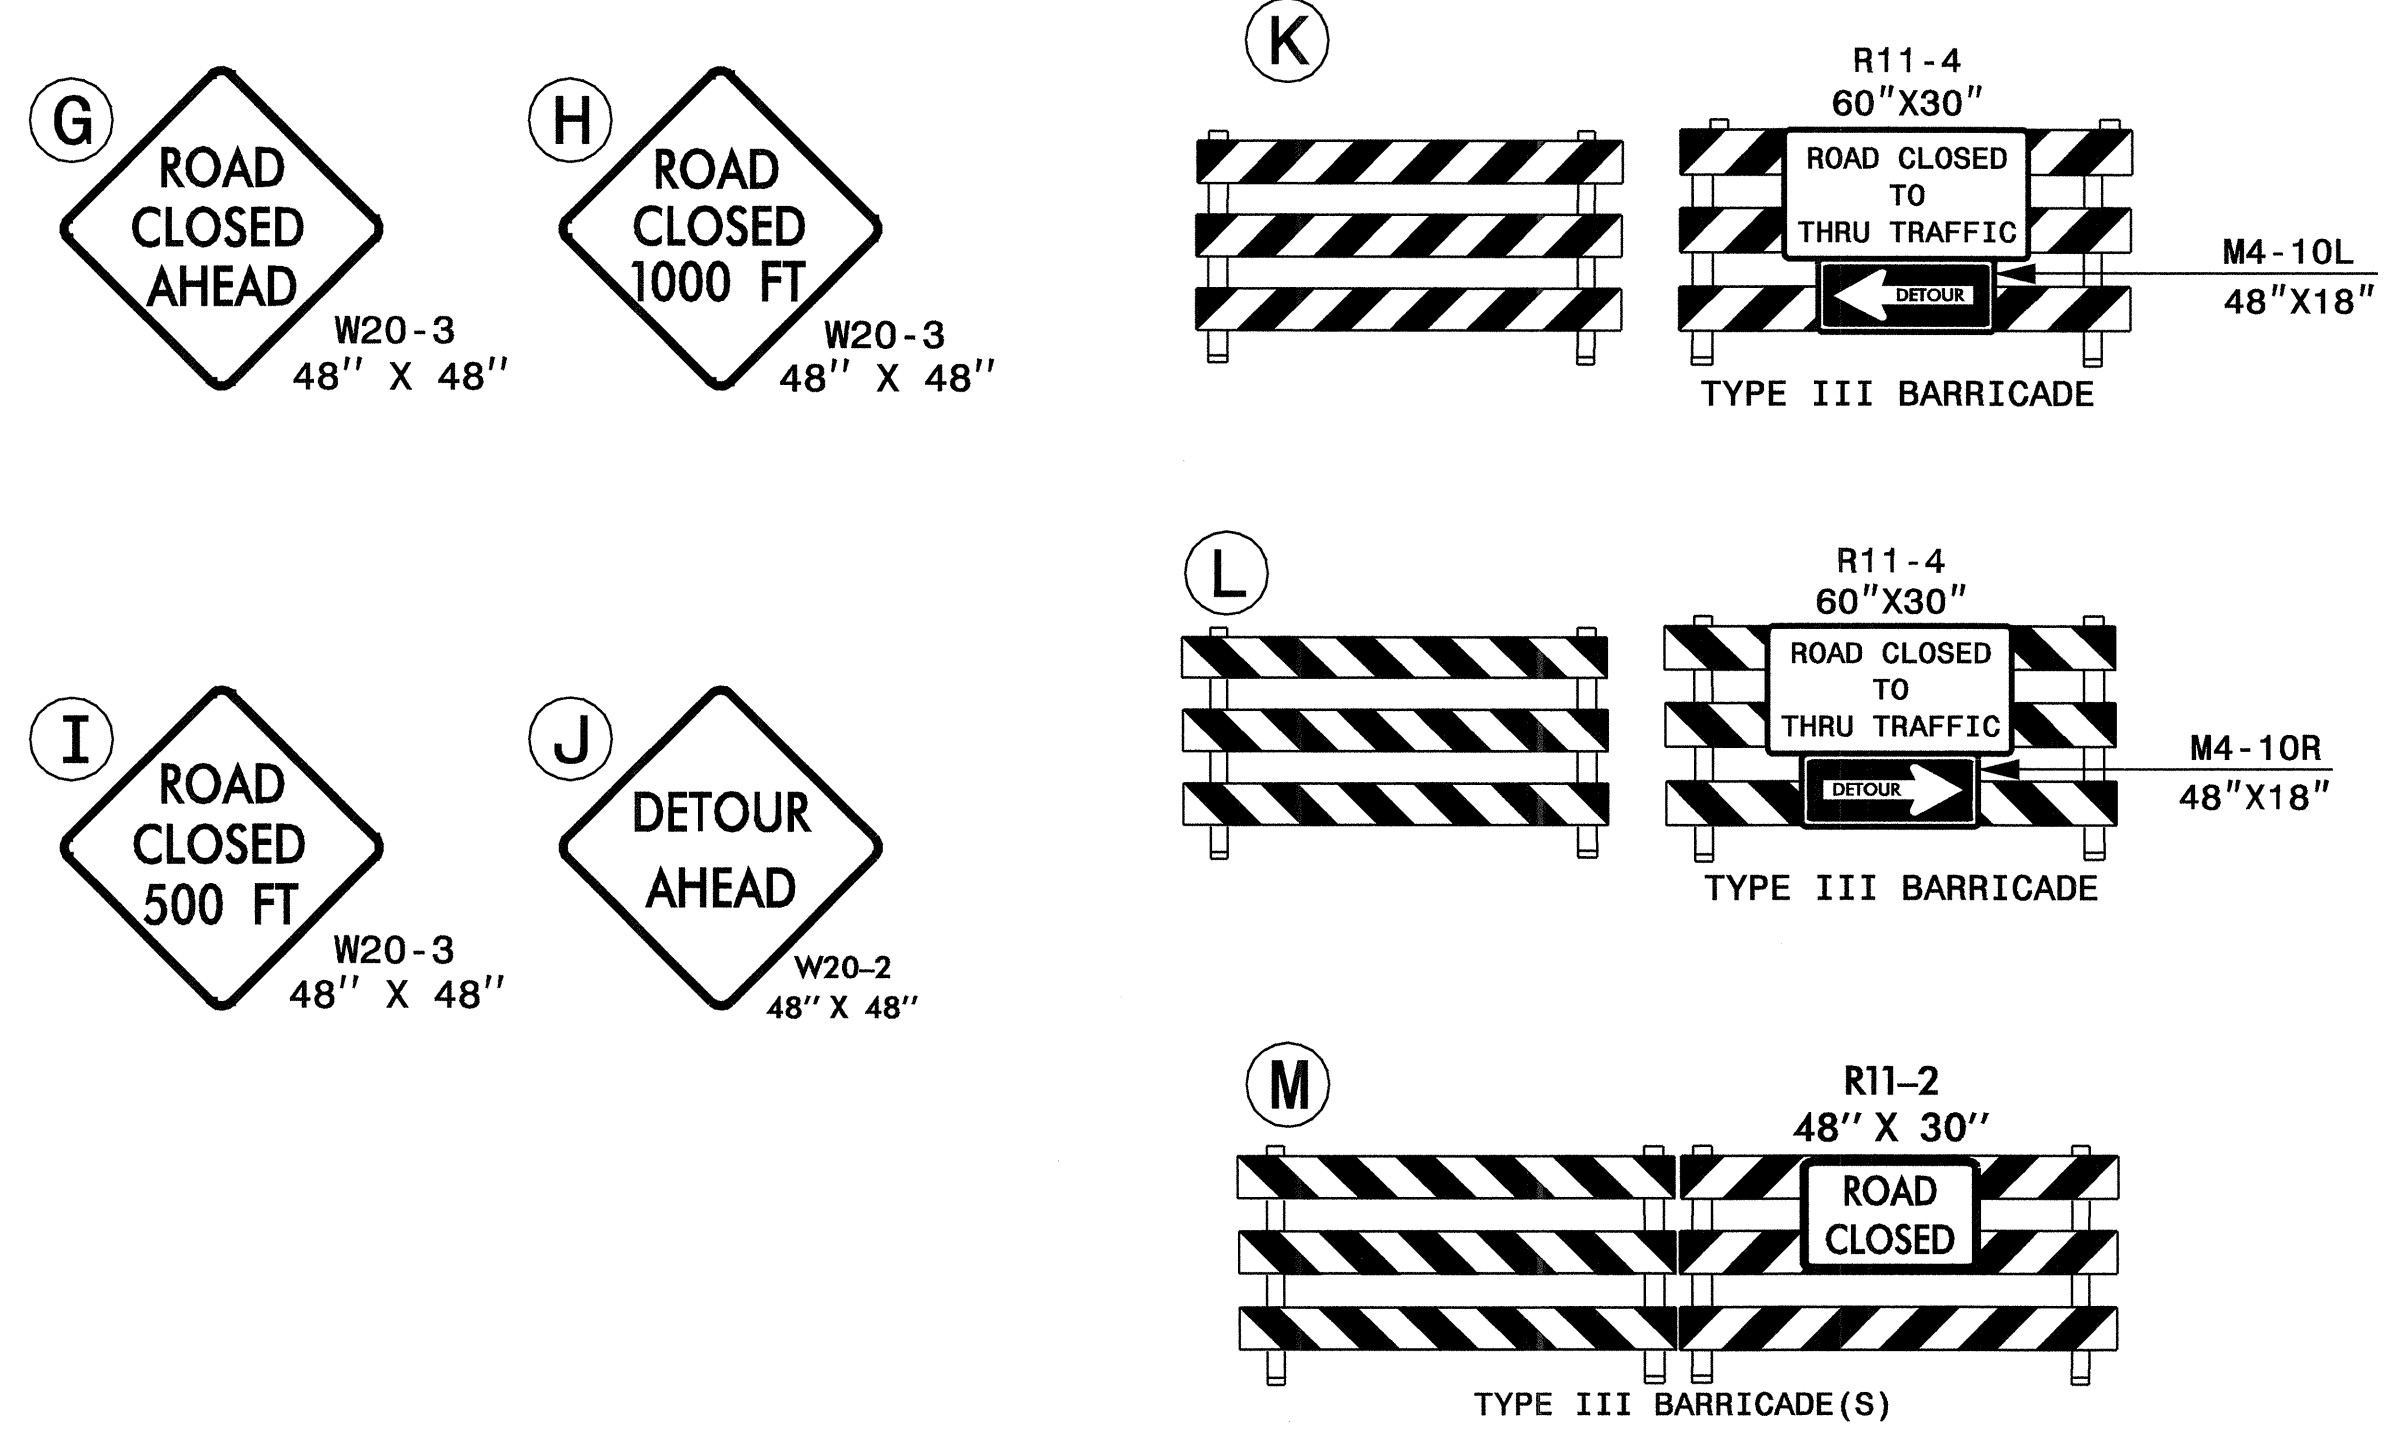 G
ROAD
CLOSED
AHEAD
W20-3
48" X 48"
H
ROAD
CLOSED
1000 FT
W20-3
48" X 48"
I
ROAD
CLOSED
500 FT
W20-3
48" X 48"
J
DETOUR
AHEAD
W20-2
48" X 48"
K
R11-4
60"X30"
ROAD CLOSED
TO
THRU TRAFFIC
DETOUR
M4-10L
48"X18"
TYPE III BARRICADE
L
R11-4
60"X30"
ROAD CLOSED
TO
THRU TRAFFIC
DETOUR
M4-10R
48"X18"
TYPE III BARRICADE
M
R11-2
48" X 30"
ROAD
CLOSED
TYPE III BARRICADE(S)